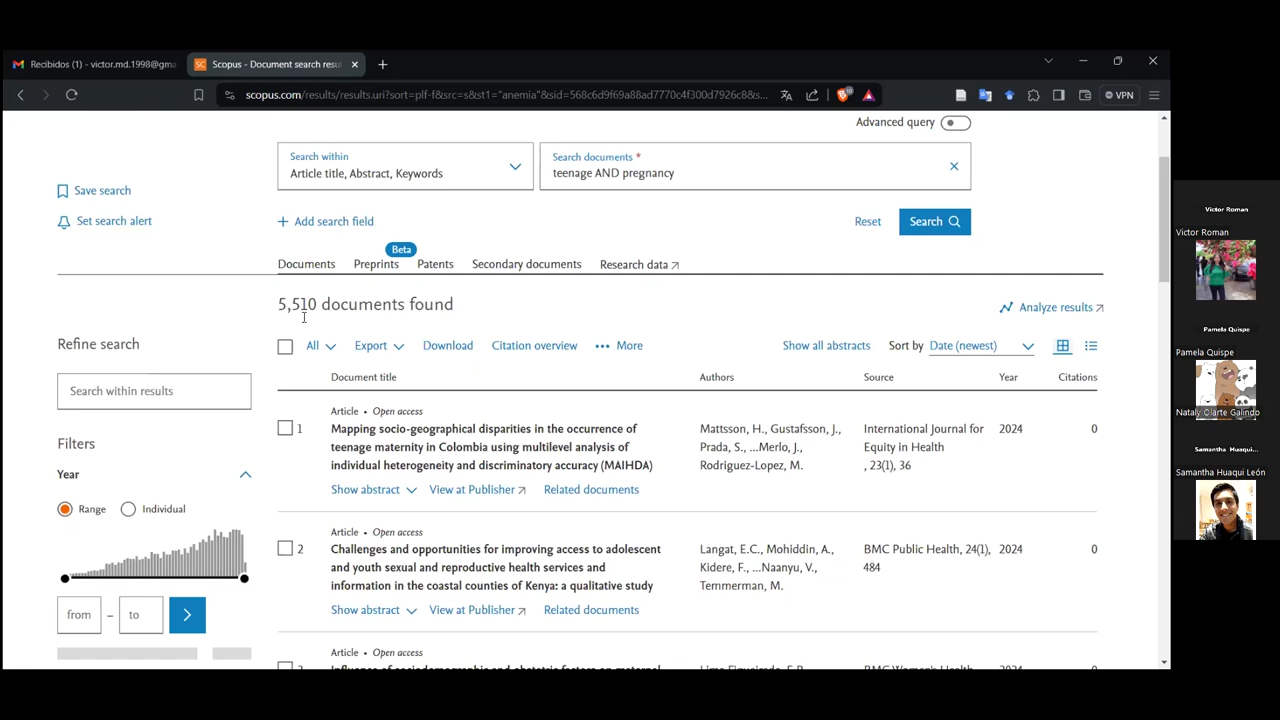 Recibidos (1) - victor.md.1998@gma
Scopus - Document search resu
scopus.com/results/results.uri?sort=plf-f&src=s&st1="anemia"&sid=568c6d9f69a88ad7770c4f300d7926c8&s...
VPN
Advanced query
Search within
Article title, Abstract, Keywords
Search documents *
teenage AND pregnancy
Save search
Set search alert
Add search field
Reset
Search
Beta
Documents
Preprints
Patents
Secondary documents
Research data
5,510 documents found
Analyze results
Refine search
Search within results
Filters
Year
Range
Individual
from
–
to
All
Export
Download
Citation overview
More
Show all abstracts
Sort by
Date (newest)
Document title
Authors
Source
Year
Citations
Article • Open access
1
Mapping socio-geographical disparities in the occurrence of
teenage maternity in Colombia using multilevel analysis of
individual heterogeneity and discriminatory accuracy (MAIHDA)
Mattsson, H., Gustafsson, J.,
Prada, S., ...Merlo, J.,
Rodriguez-Lopez, M.
International Journal for
Equity in Health
, 23(1), 36
2024
0
Show abstract
View at Publisher
Related documents
Article • Open access
2
Challenges and opportunities for improving access to adolescent
and youth sexual and reproductive health services and
information in the coastal counties of Kenya: a qualitative study
Langat, E.C., Mohiddin, A.,
Kidere, F., ...Naanyu, V.,
Temmerman, M.
BMC Public Health, 24(1),
484
2024
0
Show abstract
View at Publisher
Related documents
Article • Open access
Victor Roman
Victor Roman
Pamela Quispe
Pamela Quispe
Nataly Olarte Galindo
Samantha Huaqui...
Samantha Huaqui León